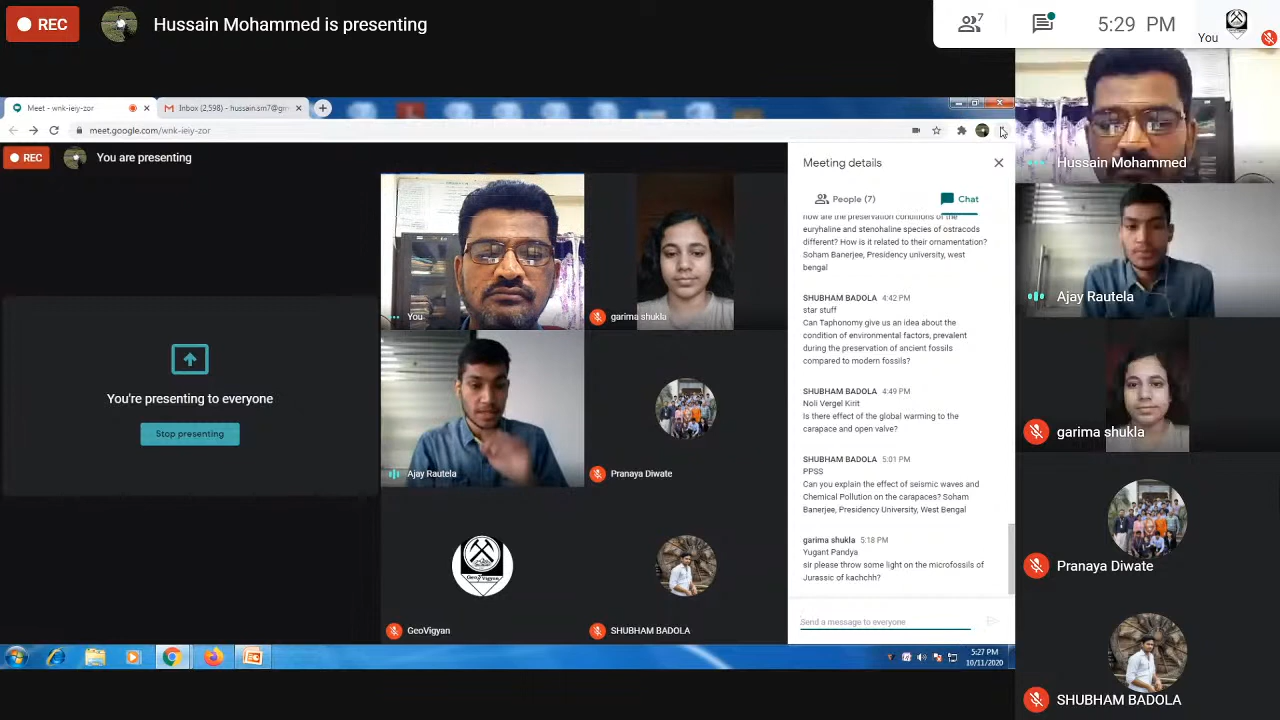 REC
Hussain Mohammed is presenting
7
5:29 PM
You
Meet - wnk-ieiy-zor
Inbox (2,598) - hussain.sm7@gm
meet.google.com/wnk-ieiy-zor
REC
You are presenting
Meeting details
People (7)
Chat
how are the preservation conditions of the
euryhaline and stenohaline species of ostracods
different? How is it related to their ornamentation?
Soham Banerjee, Presidency university, west
bengal
SHUBHAM BADOLA 4:42 PM
star stuff
Can Taphonomy give us an idea about the
condition of environmental factors, prevalent
during the preservation of ancient fossils
compared to modern fossils?
SHUBHAM BADOLA 4:49 PM
Noli Vergel Kirit
Is there effect of the global warming to the
carapace and open valve?
SHUBHAM BADOLA 5:01 PM
PPSS
Can you explain the effect of seismic waves and
Chemical Pollution on the carapaces? Soham
Banerjee, Presidency University, West Bengal
garima shukla 5:18 PM
Yugant Pandya
sir please throw some light on the microfossils of
Jurassic of kachchh?
Send a message to everyone
You're presenting to everyone
Stop presenting
You
garima shukla
Ajay Rautela
Pranaya Diwate
GeoVigyan
SHUBHAM BADOLA
5:27 PM
10/11/2020
Hussain Mohammed
Ajay Rautela
garima shukla
Pranaya Diwate
SHUBHAM BADOLA